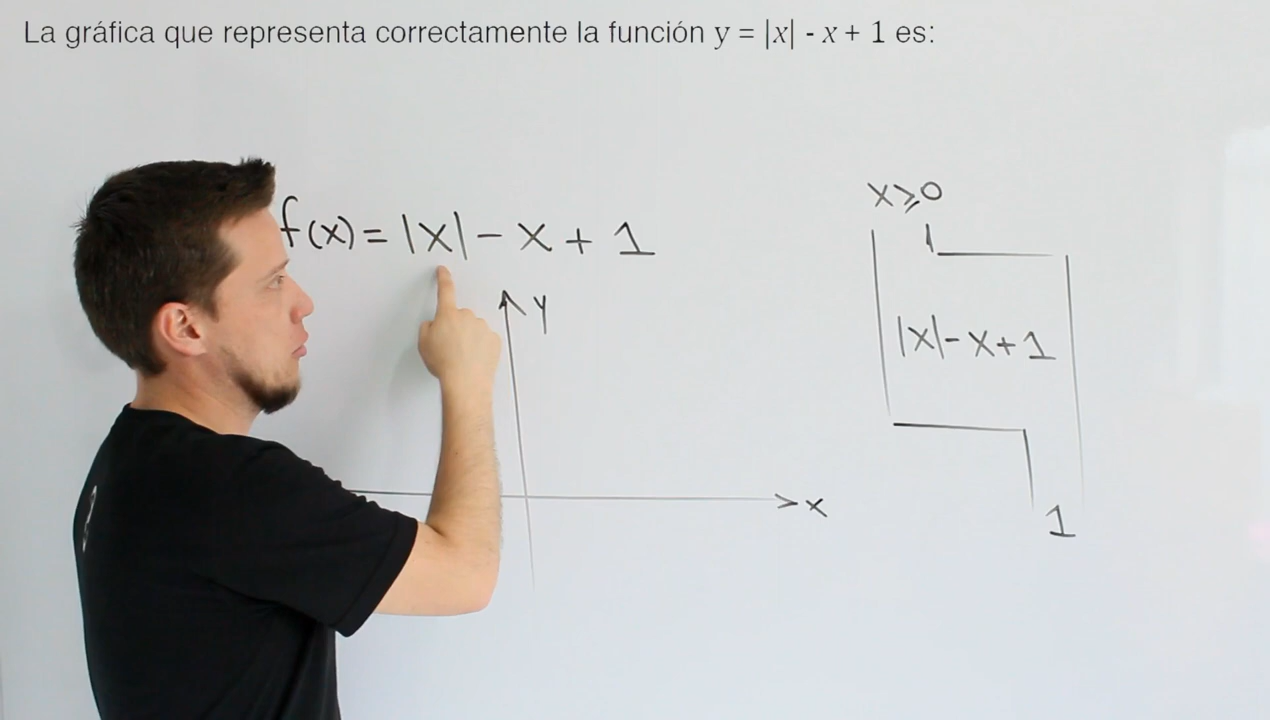 La gráfica que representa correctamente la función y = |x| - x + 1 es:
f(x) = |x| - x + 1
y
x
x ⩾ 0
|x| - x + 1
1